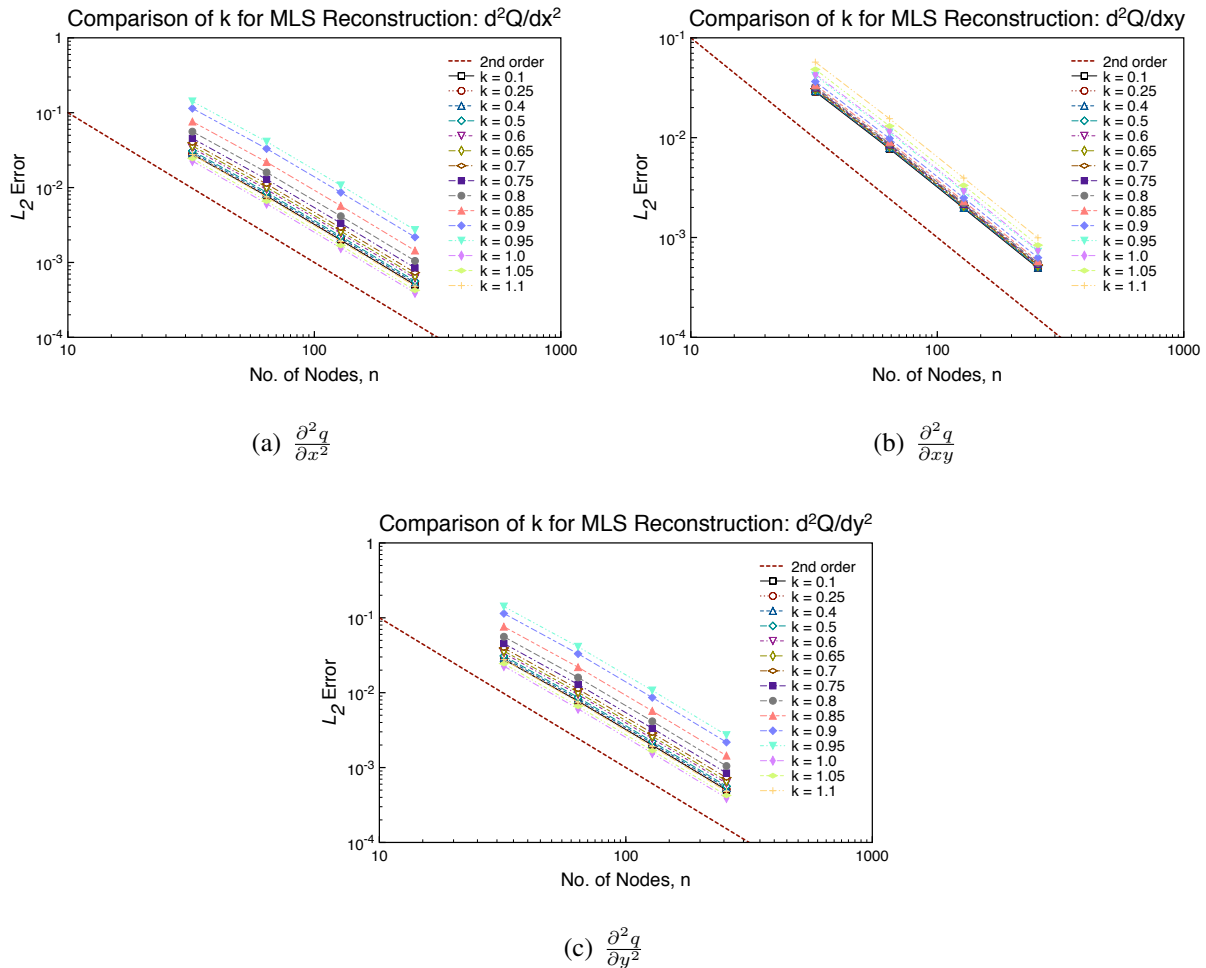 Comparison of k for MLS Reconstruction: d²Q/dx²
1
10⁻¹
10⁻²
10⁻³
10⁻⁴
L₂ Error
10
100
1000
No. of Nodes, n
2nd order
k = 0.1
k = 0.25
k = 0.4
k = 0.5
k = 0.6
k = 0.65
k = 0.7
k = 0.75
k = 0.8
k = 0.85
k = 0.9
k = 0.95
k = 1.0
k = 1.05
k = 1.1
(a) ∂²q/∂x²
Comparison of k for MLS Reconstruction: d²Q/dxy
10⁻¹
10⁻²
10⁻³
10⁻⁴
L₂ Error
10
100
1000
No. of Nodes, n
2nd order
k = 0.1
k = 0.25
k = 0.4
k = 0.5
k = 0.6
k = 0.65
k = 0.7
k = 0.75
k = 0.8
k = 0.85
k = 0.9
k = 0.95
k = 1.0
k = 1.05
k = 1.1
(b) ∂²q/∂xy
Comparison of k for MLS Reconstruction: d²Q/dy²
1
10⁻¹
10⁻²
10⁻³
10⁻⁴
L₂ Error
10
100
1000
No. of Nodes, n
2nd order
k = 0.1
k = 0.25
k = 0.4
k = 0.5
k = 0.6
k = 0.65
k = 0.7
k = 0.75
k = 0.8
k = 0.85
k = 0.9
k = 0.95
k = 1.0
k = 1.05
k = 1.1
(c) ∂²q/∂y²